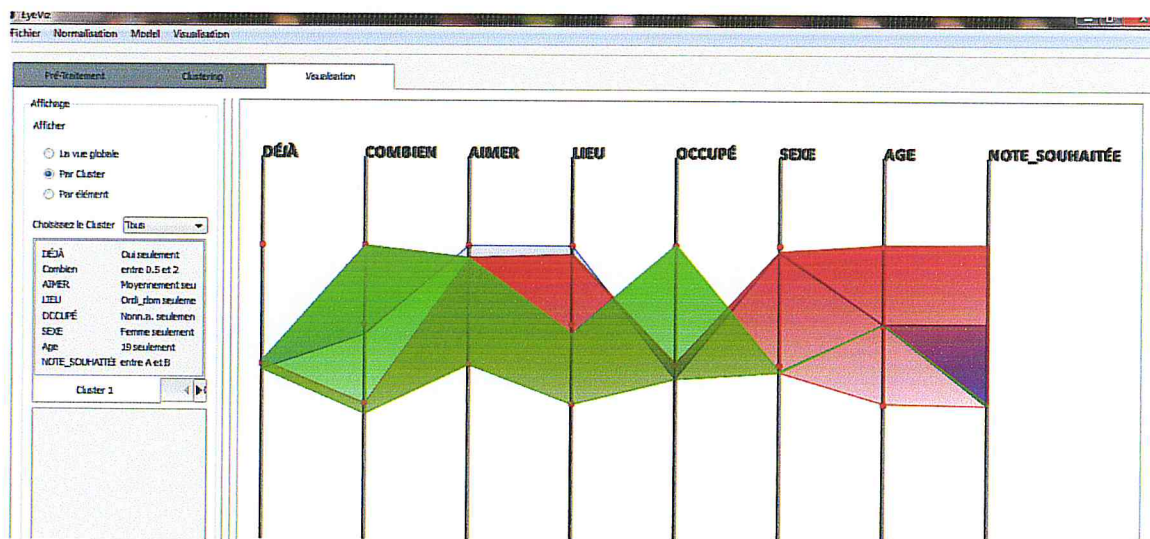 EyeViz
Fichier Normalisation Model Visualisation
Pré-Traitement Clustering Visualisation
Affichage
Afficher
La vue globale
Par Cluster
Par élément
Choisissez le Cluster Tous
DÉJÀ Oui seulement
Combien entre 0.5 et 2
AIMER Moyennement seu
LIEU Ordi_dom seuleme
OCCUPÉ Nonn.a. seulemen
SEXE Femme seulement
Age 19 seulement
NOTE_SOUHAITÉE entre A et B
Cluster 1
DÉJÀ COMBIEN AIMER LIEU OCCUPÉ SEXE AGE NOTE_SOUHAITÉE